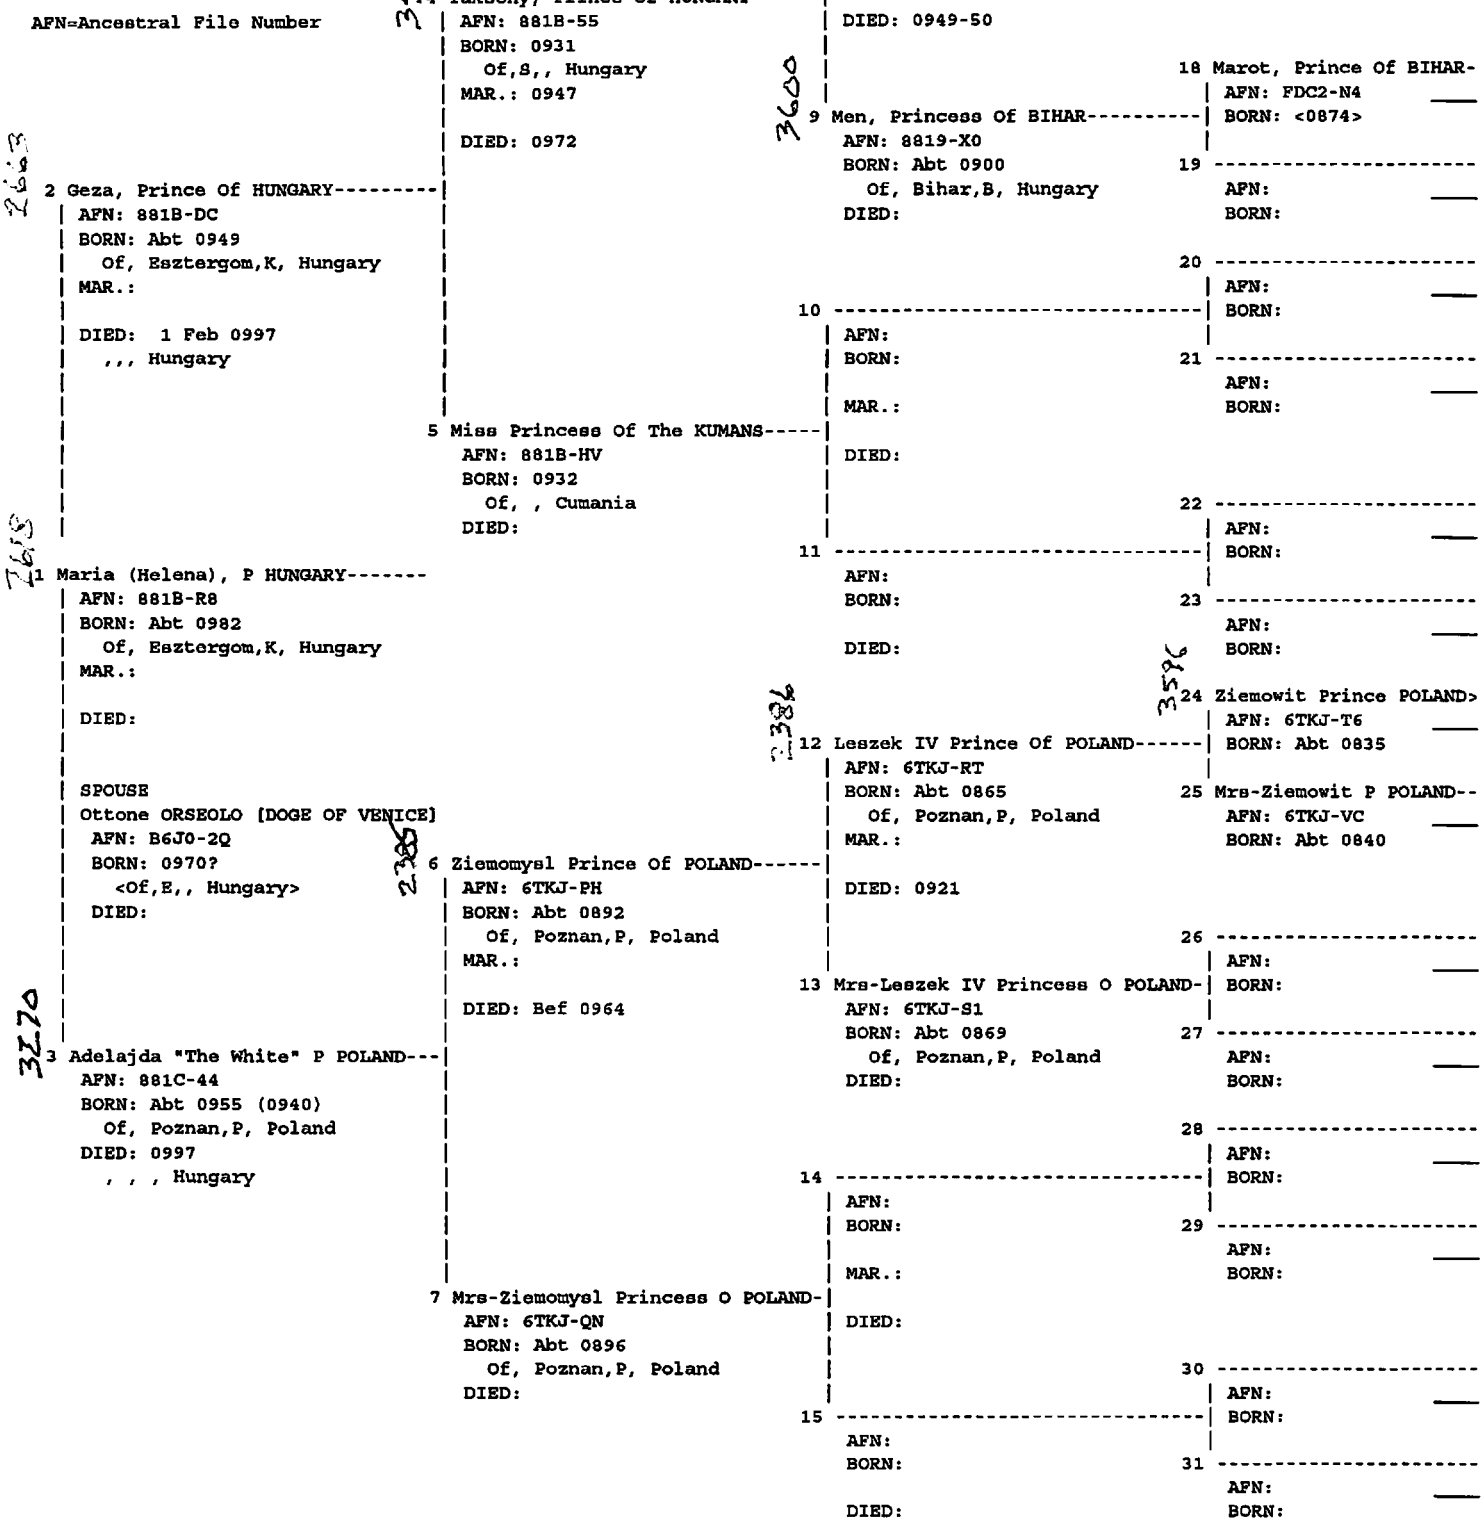 AFN=Ancestral File Number
AFN: 881B-55
BORN: 0931
Of,S,, Hungary
MAR.: 0947
DIED: 0972
2 Geza, Prince Of HUNGARY---------
AFN: 881B-DC
BORN: Abt 0949
Of, Esztergom,K, Hungary
MAR.:
DIED: 1 Feb 0997
,,, Hungary
5 Miss Princess Of The KUMANS-----
AFN: 881B-HV
BORN: 0932
Of, , Cumania
DIED:
1 Maria (Helena), P HUNGARY-------
AFN: 881B-R8
BORN: Abt 0982
Of, Esztergom,K, Hungary
MAR.:
DIED:
SPOUSE
Ottone ORSEOLO [DOGE OF VENICE]
AFN: B6J0-2Q
BORN: 0970?
<Of,E,, Hungary>
DIED:
2385
6 Ziemomysl Prince Of POLAND------
AFN: 6TKJ-PH
BORN: Abt 0892
Of, Poznan,P, Poland
MAR.:
DIED: Bef 0964
3 Adelajda "The White" P POLAND---
AFN: 881C-44
BORN: Abt 0955 (0940)
Of, Poznan,P, Poland
DIED: 0997
, , , Hungary
7 Mrs-Ziemomysl Princess O POLAND-
AFN: 6TKJ-QN
BORN: Abt 0896
Of, Poznan,P, Poland
DIED:
DIED: 0949-50
3600
9 Men, Princess Of BIHAR----------
AFN: 8819-X0
BORN: Abt 0900
Of, Bihar,B, Hungary
DIED:
10 -------------------------------
AFN:
BORN:
MAR.:
DIED:
11 -------------------------------
AFN:
BORN:
DIED:
2386
12 Leszek IV Prince Of POLAND------
AFN: 6TKJ-RT
BORN: Abt 0865
Of, Poznan,P, Poland
MAR.:
DIED: 0921
13 Mrs-Leszek IV Princess O POLAND-
AFN: 6TKJ-S1
BORN: Abt 0869
Of, Poznan,P, Poland
DIED:
14 -------------------------------
AFN:
BORN:
MAR.:
DIED:
15 -------------------------------
AFN:
BORN:
DIED:
18 Marot, Prince Of BIHAR-
AFN: FDC2-N4
BORN: <0874>
19 ----------------------
AFN:
BORN:
20 ----------------------
AFN:
BORN:
21 ----------------------
AFN:
BORN:
22 ----------------------
AFN:
BORN:
23 ----------------------
AFN:
BORN:
3596
24 Ziemowit Prince POLAND>
AFN: 6TKJ-T6
BORN: Abt 0835
25 Mrs-Ziemowit P POLAND--
AFN: 6TKJ-VC
BORN: Abt 0840
26 ----------------------
AFN:
BORN:
27 ----------------------
AFN:
BORN:
28 ----------------------
AFN:
BORN:
29 ----------------------
AFN:
BORN:
30 ----------------------
AFN:
BORN:
31 ----------------------
AFN:
BORN: